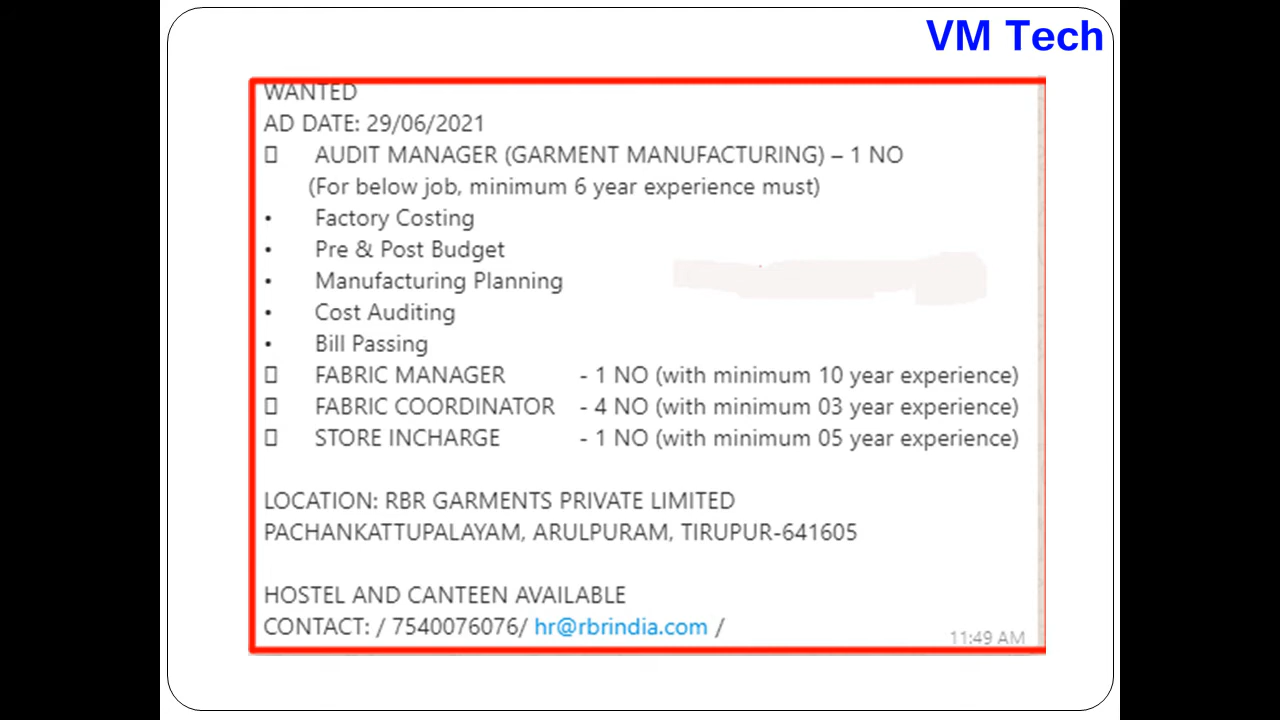 VM Tech
WANTED
AD DATE: 29/06/2021
▯ AUDIT MANAGER (GARMENT MANUFACTURING) – 1 NO
(For below job, minimum 6 year experience must)
• Factory Costing
• Pre & Post Budget
• Manufacturing Planning
• Cost Auditing
• Bill Passing
▯ FABRIC MANAGER - 1 NO (with minimum 10 year experience)
▯ FABRIC COORDINATOR - 4 NO (with minimum 03 year experience)
▯ STORE INCHARGE - 1 NO (with minimum 05 year experience)
LOCATION: RBR GARMENTS PRIVATE LIMITED
PACHANKATTUPALAYAM, ARULPURAM, TIRUPUR-641605
HOSTEL AND CANTEEN AVAILABLE
CONTACT: / 7540076076/ hr@rbrindia.com /
11:49 AM